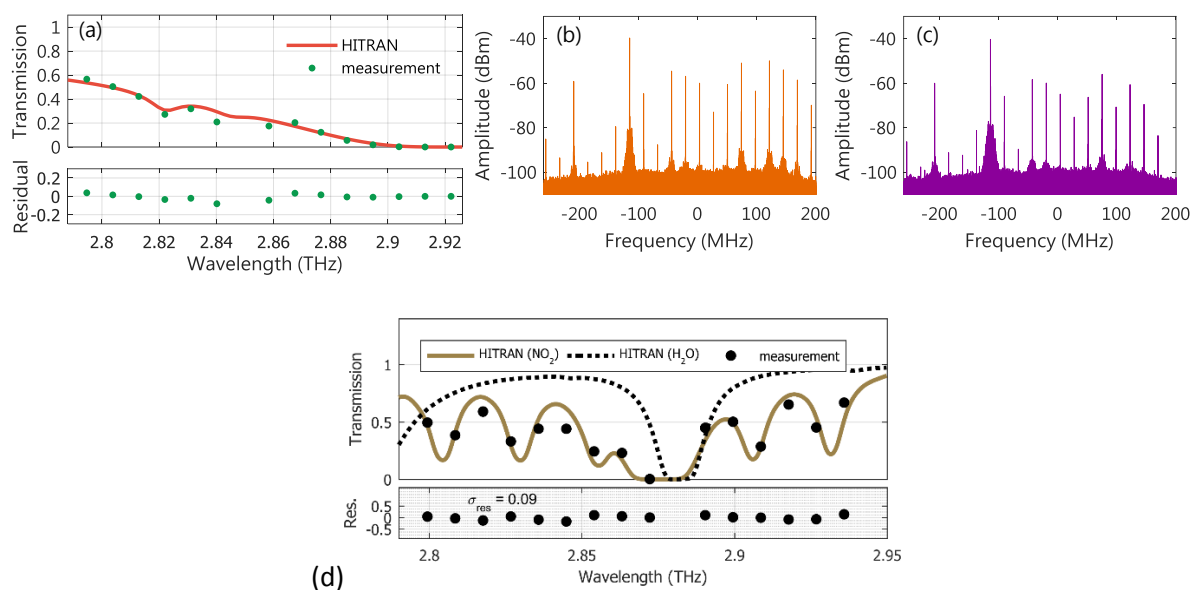 (a)
HITRAN
measurement
Transmission
1
0.8
0.6
0.4
0.2
0
Residual
0.2
0
-0.2
2.8 2.82 2.84 2.86 2.88 2.9 2.92
Wavelength (THz)
(b)
Amplitude (dBm)
-40
-60
-80
-100
-200 -100 0 100 200
Frequency (MHz)
(c)
Amplitude (dBm)
-40
-60
-80
-100
-200 -100 0 100 200
Frequency (MHz)
HITRAN (NO2) HITRAN (H2O) measurement
Transmission
1
0.5
0
σres = 0.09
Res.
0.5
0
-0.5
2.8 2.85 2.9 2.95
Wavelength (THz)
(d)